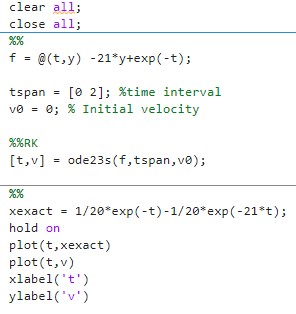 clear all;
close all;
%%
f = @(t,y) -21*y+exp(-t);
tspan = [0 2]; %time interval
v0 = 0; % Initial velocity
%%RK
[t,v] = ode23s(f,tspan,v0);
%%
xexact = 1/20*exp(-t)-1/20*exp(-21*t);
hold on
plot(t,xexact)
plot(t,v)
xlabel('t')
ylabel('v')